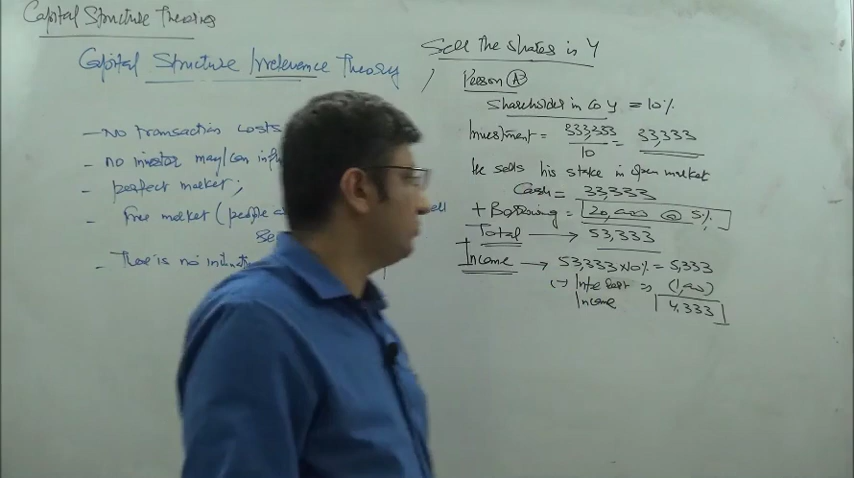 Capital Structure Theories
Capital Structure Irrelevance Theory
- No transaction costs
- no investor may/can infl
- perfect market;
- Free market (people
sell
- There is no
Sell the shares in Y
Person (A)
Shareholder in Co Y = 10%
Investment = 333,333 / 10 = 33,333
He sells his stake in open market
Cash = 33,333
+ Borrowing = 20,000 @ 5%
Total → 53,333
Income → 53,333 x 10% = 5,333
(-) Interest ⇒ (1,000)
Income 4,333